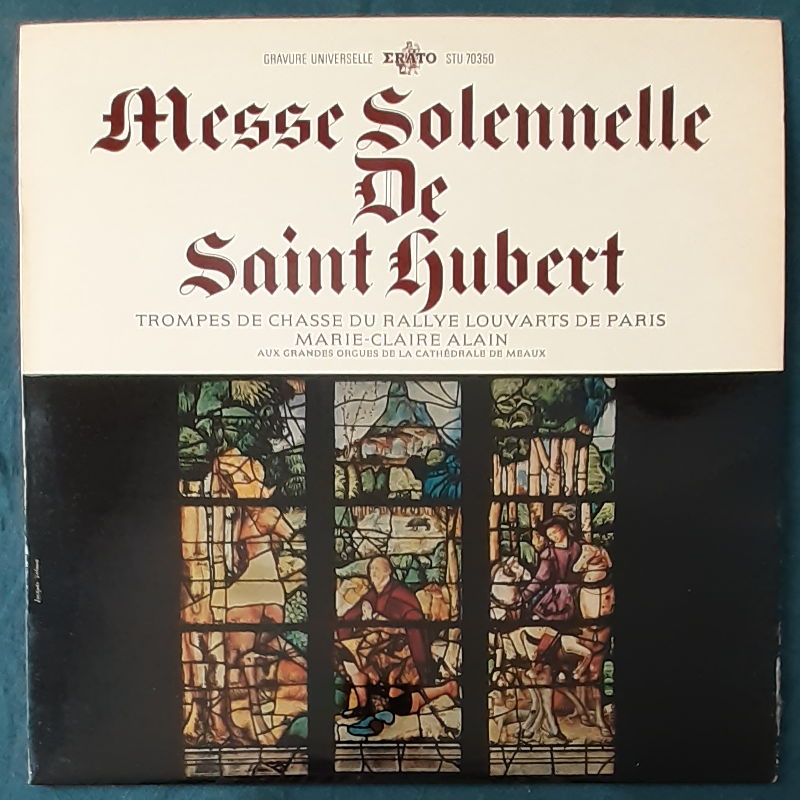 GRAVURE UNIVERSELLE ERATO STU 70350
Messe Solennelle
De
Saint Hubert
TROMPES DE CHASSE DU RALLYE LOUVARTS DE PARIS
MARIE-CLAIRE ALAIN
AUX GRANDES ORGUES DE LA CATHÉDRALE DE MEAUX